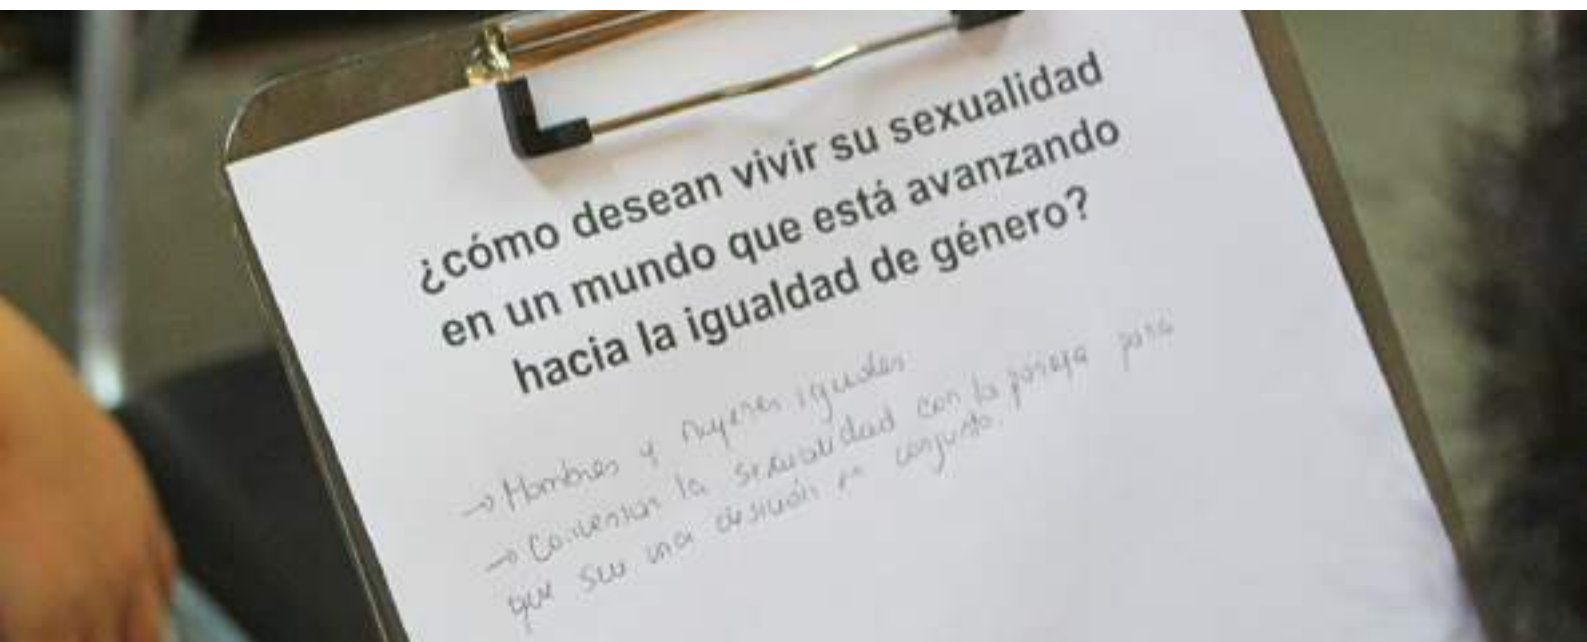 ¿cómo desean vivir su sexualidad
en un mundo que está avanzando
hacia la igualdad de género?
→ Hombres y mujeres iguales
→ Conversar la sexualidad con la pareja para
que sea una desición en conjunto.